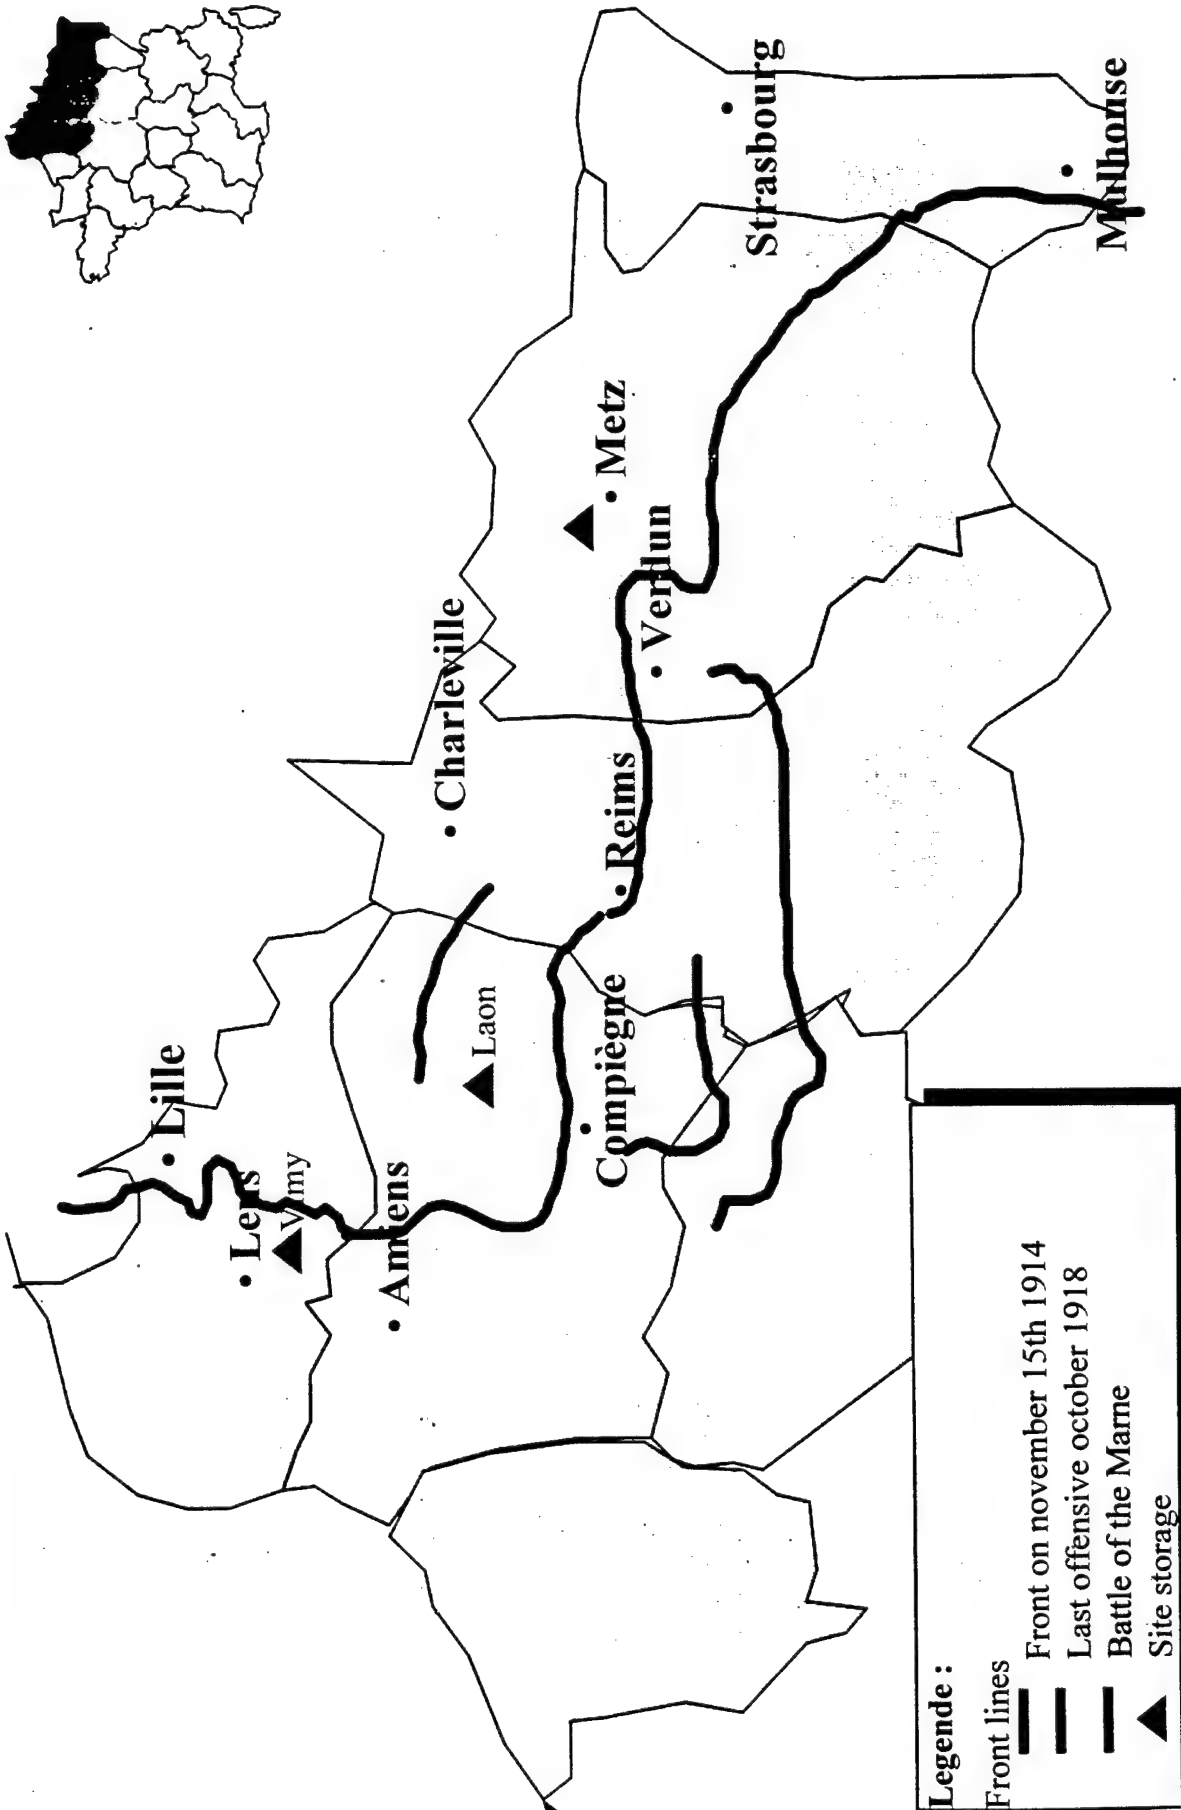 Lille
Lens
Vimy
Amiens
Charleville
Laon
Compiègne
Reims
Verdun
Metz
Strasbourg
Mulhouse
Legende :
Front lines
Front on november 15th 1914
Last offensive october 1918
Battle of the Marne
Site storage